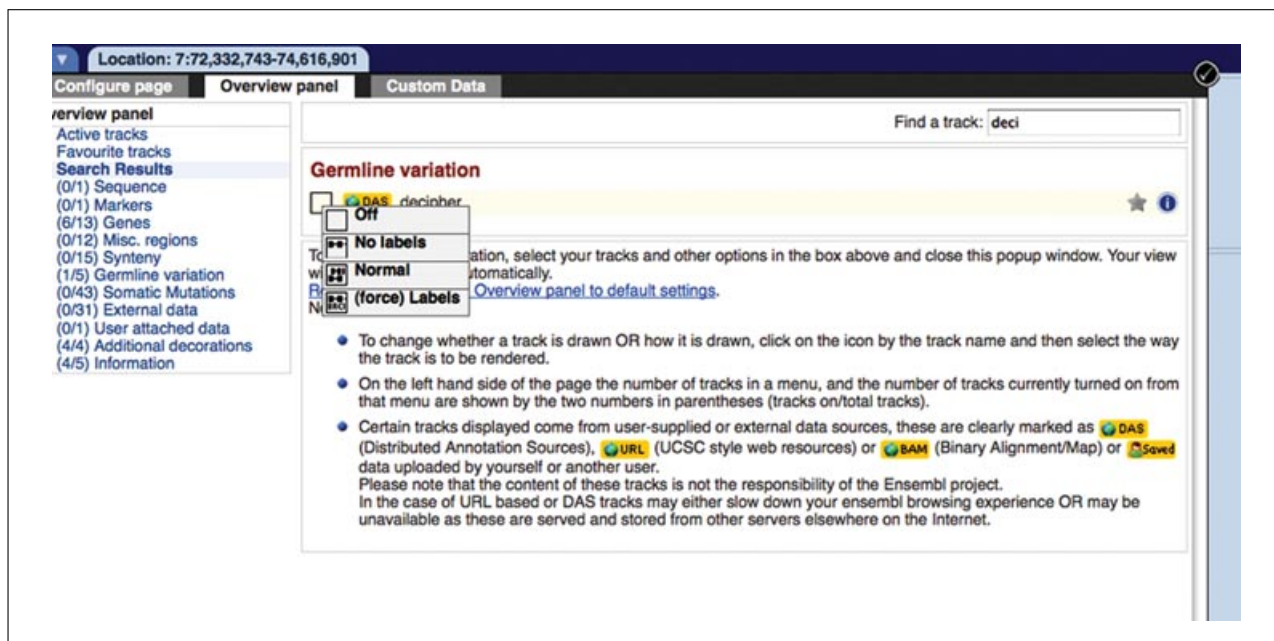 Location: 7:72,332,743-74,616,901
Configure page Overview panel Custom Data
verview panel
Active tracks
Favourite tracks
Search Results
(0/1) Sequence
(0/1) Markers
(6/13) Genes
(0/12) Misc. regions
(0/15) Synteny
(1/5) Germline variation
(0/43) Somatic Mutations
(0/31) External data
(0/1) User attached data
(4/4) Additional decorations
(4/5) Information
Find a track: deci
Germline variation
DAS decipher
Off
No labels
Normal
(force) Labels
ation, select your tracks and other options in the box above and close this popup window. Your view
tomatically.
Overview panel to default settings.
To change whether a track is drawn OR how it is drawn, click on the icon by the track name and then select the way
the track is to be rendered.
On the left hand side of the page the number of tracks in a menu, and the number of tracks currently turned on from
that menu are shown by the two numbers in parentheses (tracks on/total tracks).
Certain tracks displayed come from user-supplied or external data sources, these are clearly marked as DAS
(Distributed Annotation Sources), URL (UCSC style web resources) or BAM (Binary Alignment/Map) or Saved
data uploaded by yourself or another user.
Please note that the content of these tracks is not the responsibility of the Ensembl project.
In the case of URL based or DAS tracks may either slow down your ensembl browsing experience OR may be
unavailable as these are served and stored from other servers elsewhere on the Internet.